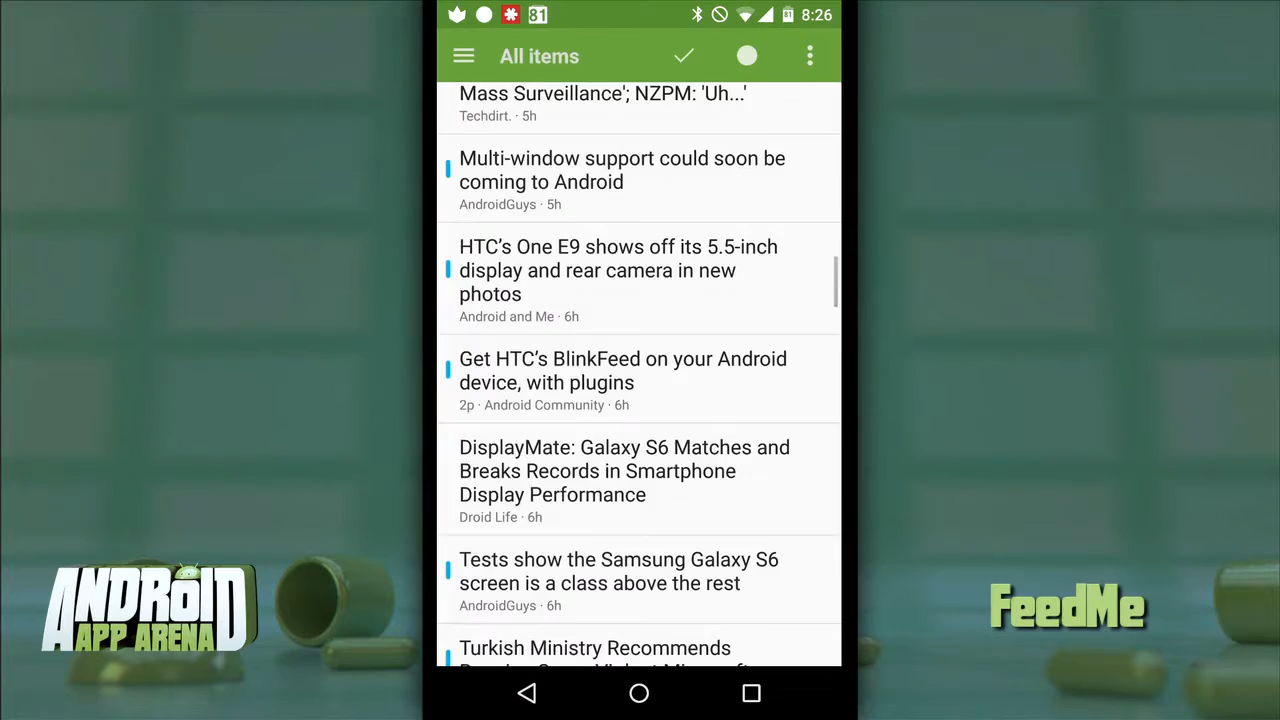 81
81
8:26
All items
Mass Surveillance'; NZPM: 'Uh...'
Techdirt. · 5h
Multi-window support could soon be
coming to Android
AndroidGuys · 5h
HTC’s One E9 shows off its 5.5-inch
display and rear camera in new
photos
Android and Me · 6h
Get HTC’s BlinkFeed on your Android
device, with plugins
2p · Android Community · 6h
DisplayMate: Galaxy S6 Matches and
Breaks Records in Smartphone
Display Performance
Droid Life · 6h
Tests show the Samsung Galaxy S6
screen is a class above the rest
AndroidGuys · 6h
Turkish Ministry Recommends
ANDROID
APP ARENA
FeedMe